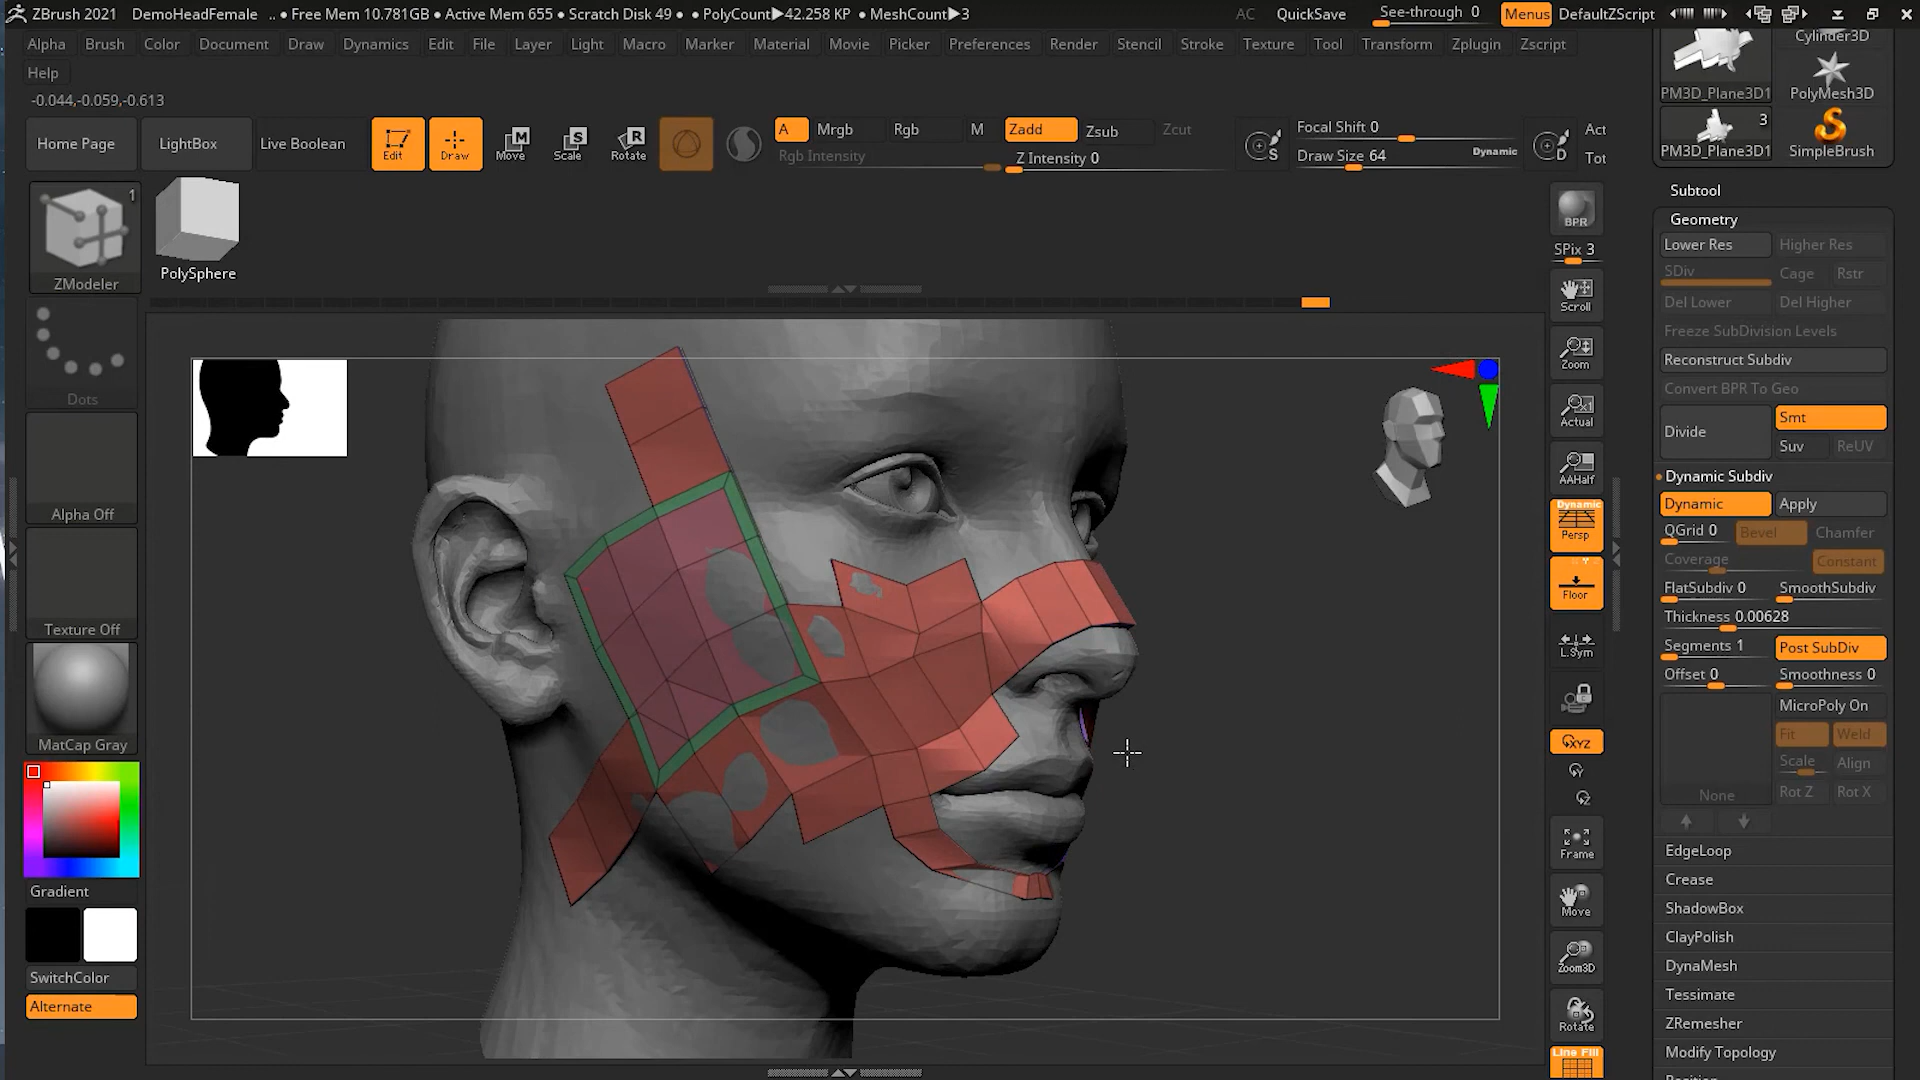 ZBrush 2021 DemoHeadFemale .. • Free Mem 10.781GB • Active Mem 655 • Scratch Disk 49 • • PolyCount▶42.258 KP • MeshCount▶3 AC QuickSave See-through 0 Menus DefaultZScript
Alpha Brush Color Document Draw Dynamics Edit File Layer Light Macro Marker Material Movie Picker Preferences Render Stencil Stroke Texture Tool Transform Zplugin Zscript
Help
-0.044,-0.059,-0.613
Home Page
LightBox
Live Boolean
Edit
Draw
M
Move
S
Scale
R
Rotate
A Mrgb Rgb M Zadd Zsub Zcut
Rgb Intensity Z Intensity 0
S
Focal Shift 0
Draw Size 64 Dynamic
D
Act
Tot
1
ZModeler
PolySphere
Dots
Alpha Off
Texture Off
MatCap Gray
Gradient
SwitchColor
Alternate
BPR
SPix 3
Scroll
Zoom
Actual
AAHalf
Dynamic
Persp
Floor
L.Sym
XYZ
Frame
Move
Zoom3D
Rotate
Line Fill
Cylinder3D
PM3D_Plane3D1 PolyMesh3D
3
PM3D_Plane3D1 SimpleBrush
Subtool
Geometry
Lower Res Higher Res
SDiv Cage Rstr
Del Lower Del Higher
Freeze SubDivision Levels
Reconstruct Subdiv
Convert BPR To Geo
Divide Smt
Suv ReUV
Dynamic Subdiv
Dynamic Apply
QGrid 0 Bevel Chamfer
Coverage Constant
FlatSubdiv 0 SmoothSubdiv
Thickness 0.00628
Segments 1 Post SubDiv
Offset 0 Smoothness 0
MicroPoly On
Fit Weld
Scale Align
None Rot Z Rot X
EdgeLoop
Crease
ShadowBox
ClayPolish
DynaMesh
Tessimate
ZRemesher
Modify Topology